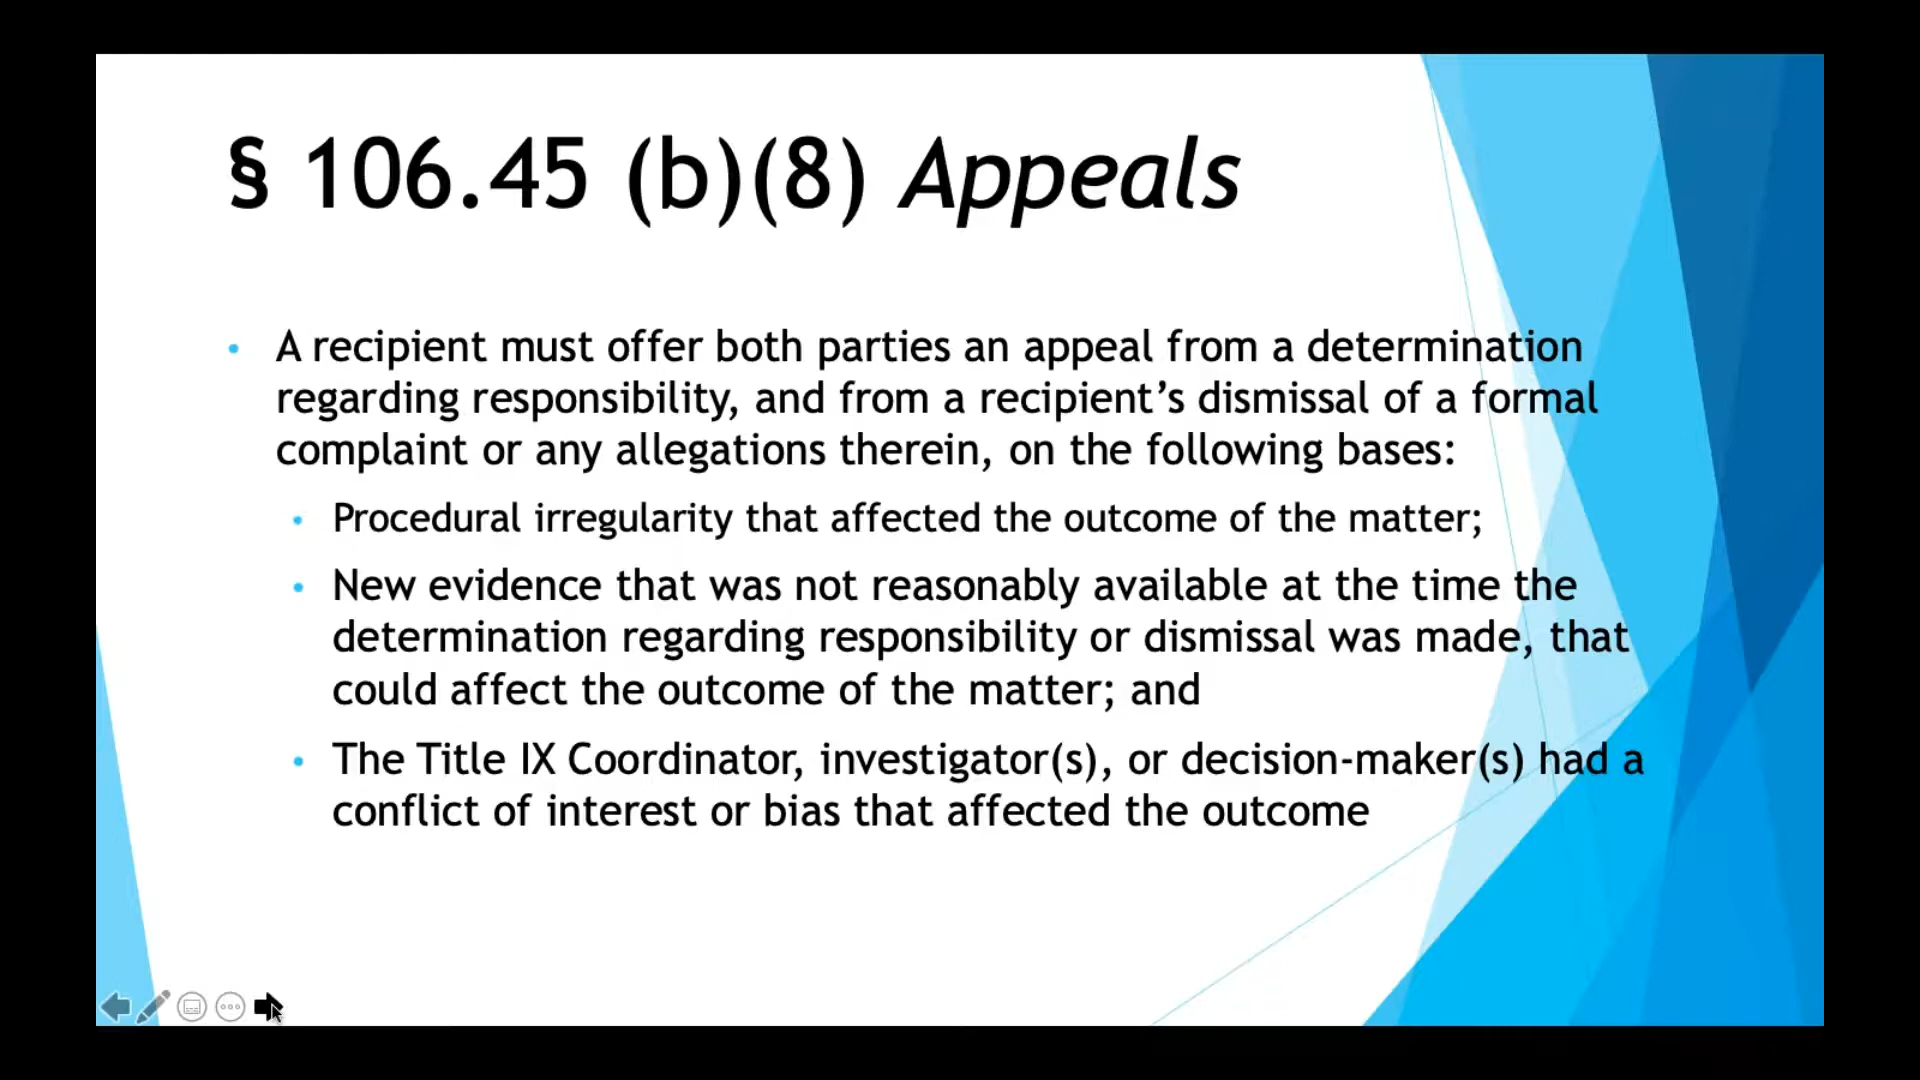 § 106.45 (b)(8) Appeals
• A recipient must offer both parties an appeal from a determination
regarding responsibility, and from a recipient’s dismissal of a formal
complaint or any allegations therein, on the following bases:
• Procedural irregularity that affected the outcome of the matter;
• New evidence that was not reasonably available at the time the
determination regarding responsibility or dismissal was made, that
could affect the outcome of the matter; and
• The Title IX Coordinator, investigator(s), or decision-maker(s) had a
conflict of interest or bias that affected the outcome